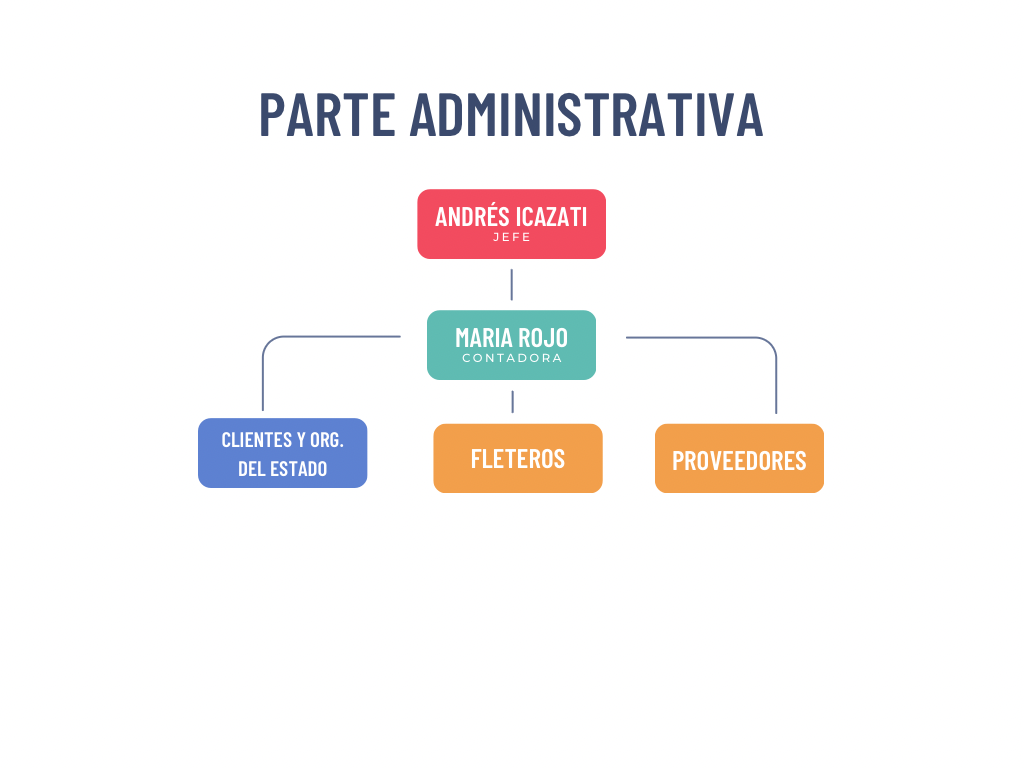 PARTE ADMINISTRATIVA
ANDRÉS ICAZATI
JEFE
MARIA ROJO
CONTADORA
CLIENTES Y ORG.
DEL ESTADO
FLETEROS
PROVEEDORES